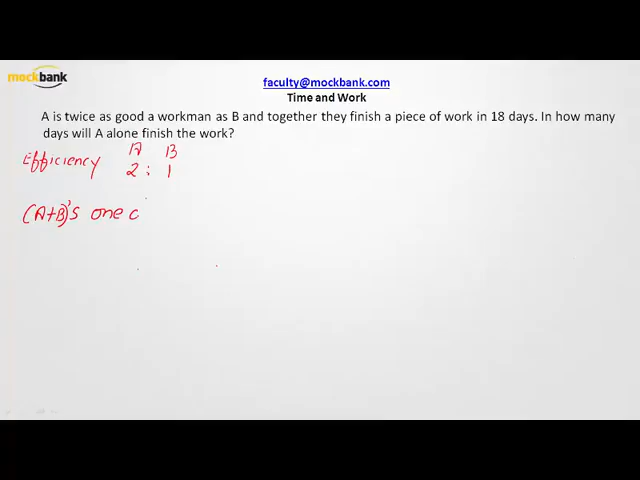 mockbank
faculty@mockbank.com
Time and Work
A is twice as good a workman as B and together they finish a piece of work in 18 days. In how many
days will A alone finish the work?
A B
Efficiency 2 : 1
(A+B)'s one c